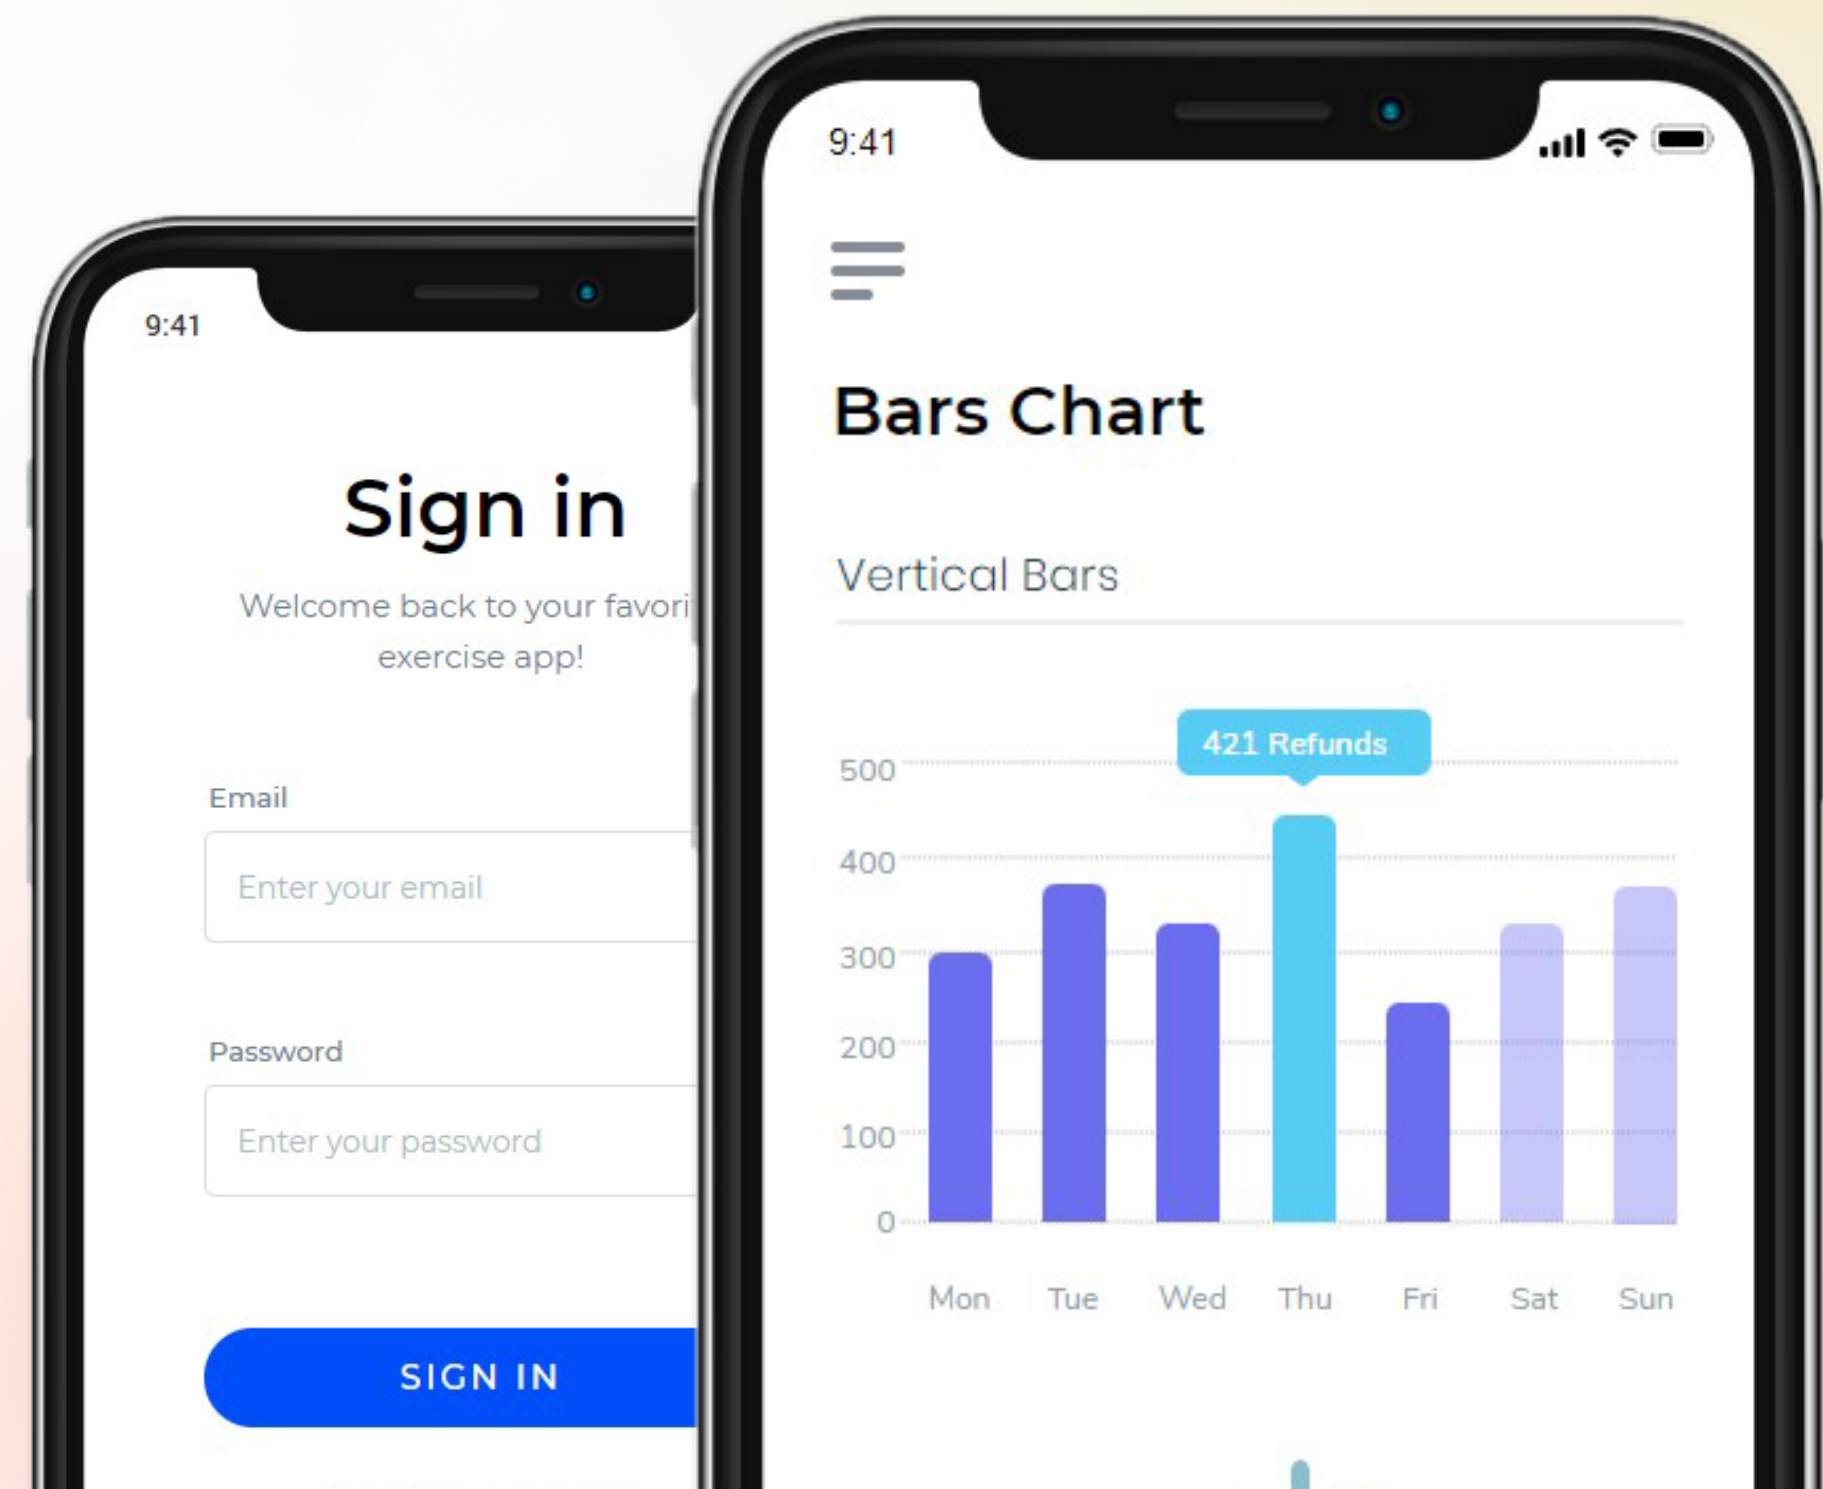 9:41
Sign in
Welcome back to your
exercise app!
Email
Enter your email
Password
Enter your password
SIGN IN
9:41
Bars Chart
Vertical Bars
421 Refunds
500
400
300
200
100
0
Mon Tue Wed Thu Fri Sat Sun